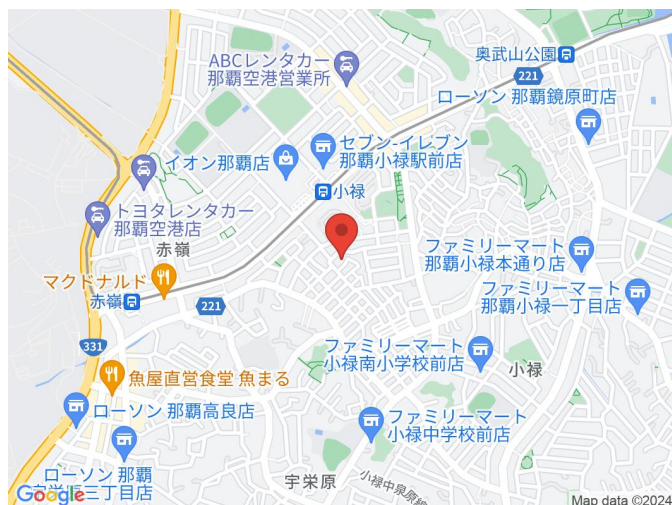 奥武山公園
ABCレンタカー
那覇空港営業所
221
ローソン 那覇鏡原町店
セブン-イレブン
那覇小禄駅前店
イオン那覇店
小禄
トヨタレンタカー
那覇空港店
赤嶺
ファミリーマート
那覇小禄本通り店
マクドナルド
ファミリーマート
那覇小禄一丁目店
赤嶺
221
331
ファミリーマート
小禄南小学校前店
小禄
魚屋直営食堂 魚まる
ローソン 那覇高良店
ファミリーマート
小禄中学校前店
ローソン 那覇
三丁目店
宇栄原
小禄中泉原線
Google
Map data ©2024